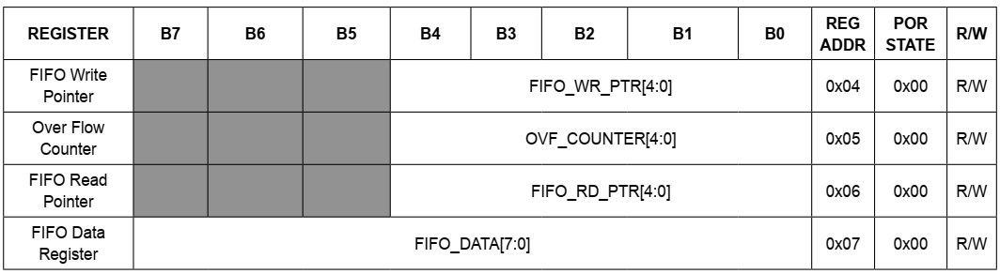 REGISTER B7 B6 B5 B4 B3 B2 B1 B0 REG ADDR POR STATE R/W
FIFO Write Pointer FIFO_WR_PTR[4:0] 0x04 0x00 R/W
Over Flow Counter OVF_COUNTER[4:0] 0x05 0x00 R/W
FIFO Read Pointer FIFO_RD_PTR[4:0] 0x06 0x00 R/W
FIFO Data Register FIFO_DATA[7:0] 0x07 0x00 R/W